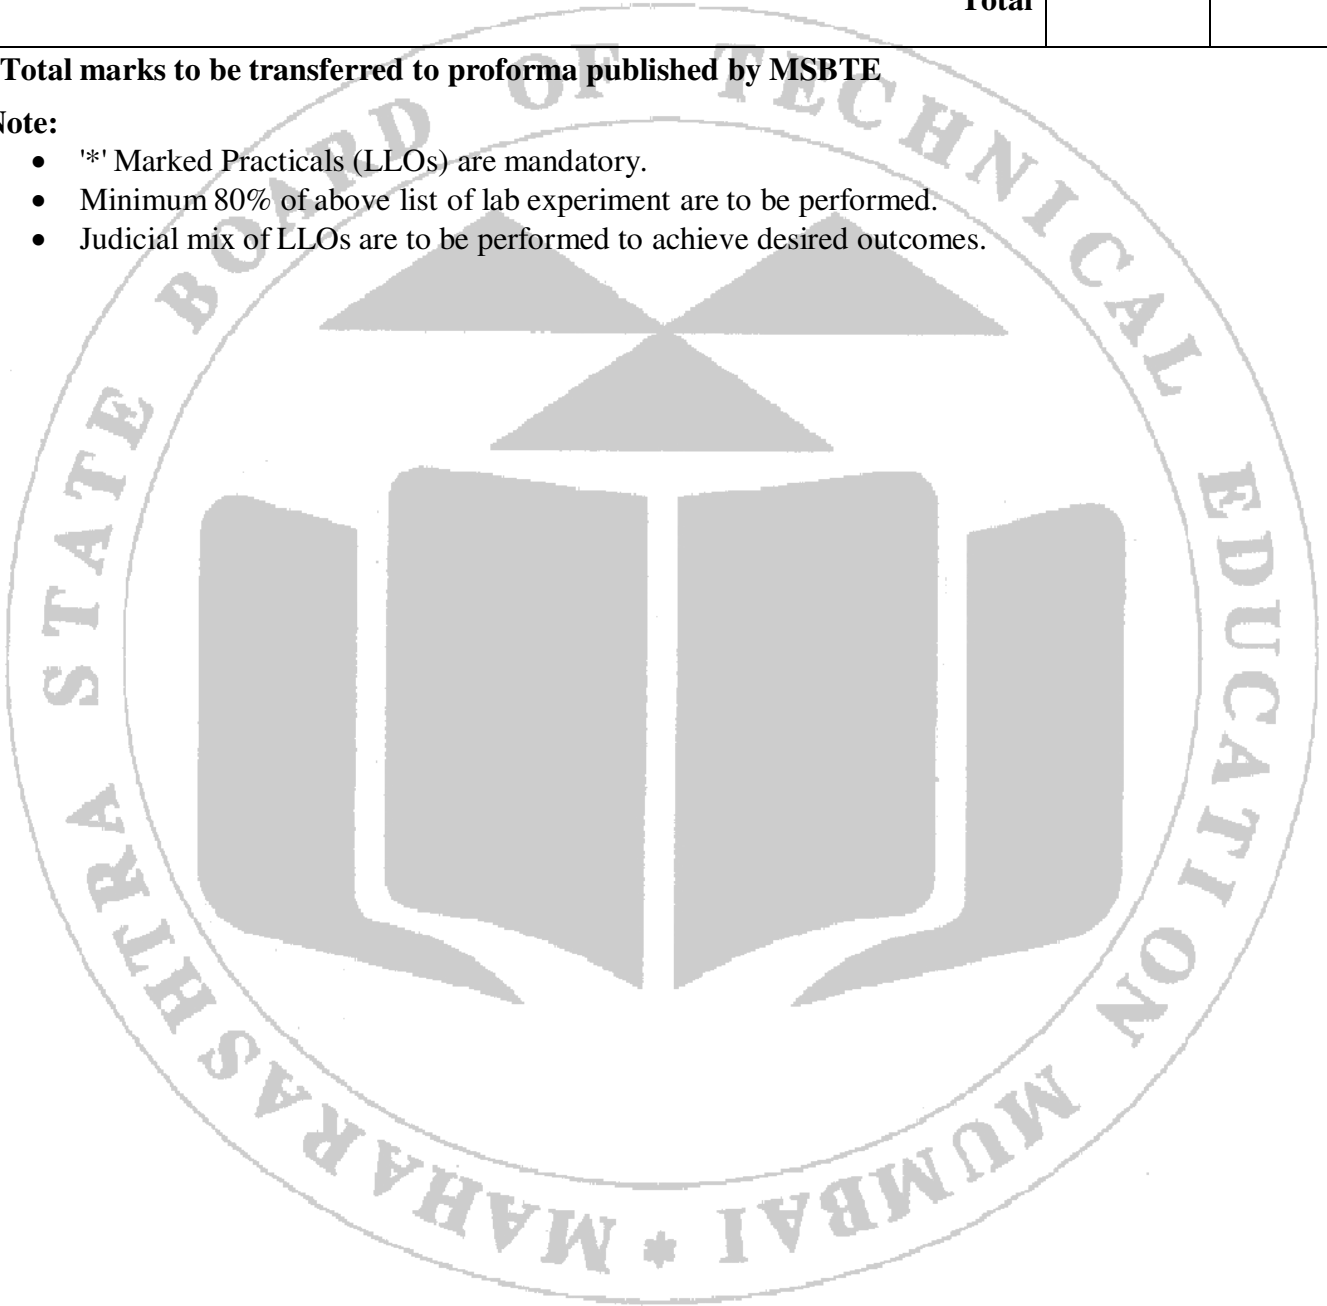 Total
Total marks to be transferred to proforma published by MSBTE
Note:
• '*' Marked Practicals (LLOs) are mandatory.
• Minimum 80% of above list of lab experiment are to be performed.
• Judicial mix of LLOs are to be performed to achieve desired outcomes.
MAHARASHTRA STATE BOARD OF TECHNICAL EDUCATION MUMBAI *